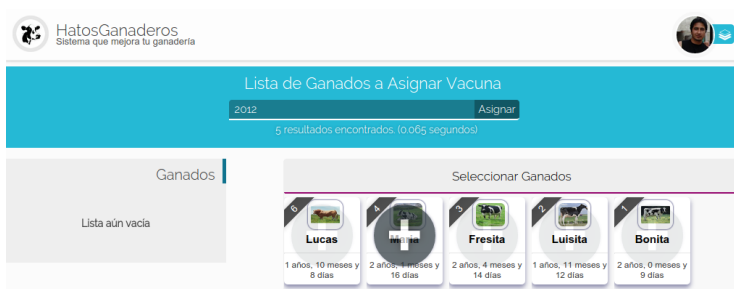 HatosGanaderos
Sistema que mejora tu ganadería
Lista de Ganados a Asignar Vacuna
2012 Asignar
5 resultados encontrados. (0.065 segundos)
Ganados
Seleccionar Ganados
Lista aún vacía
6 4 3 2 1
Lucas María Fresita Luisita Bonita
1 años, 10 meses y 2 años, 1 meses y 2 años, 4 meses y 1 años, 11 meses y 2 años, 0 meses y
8 días 16 días 14 días 12 días 9 días